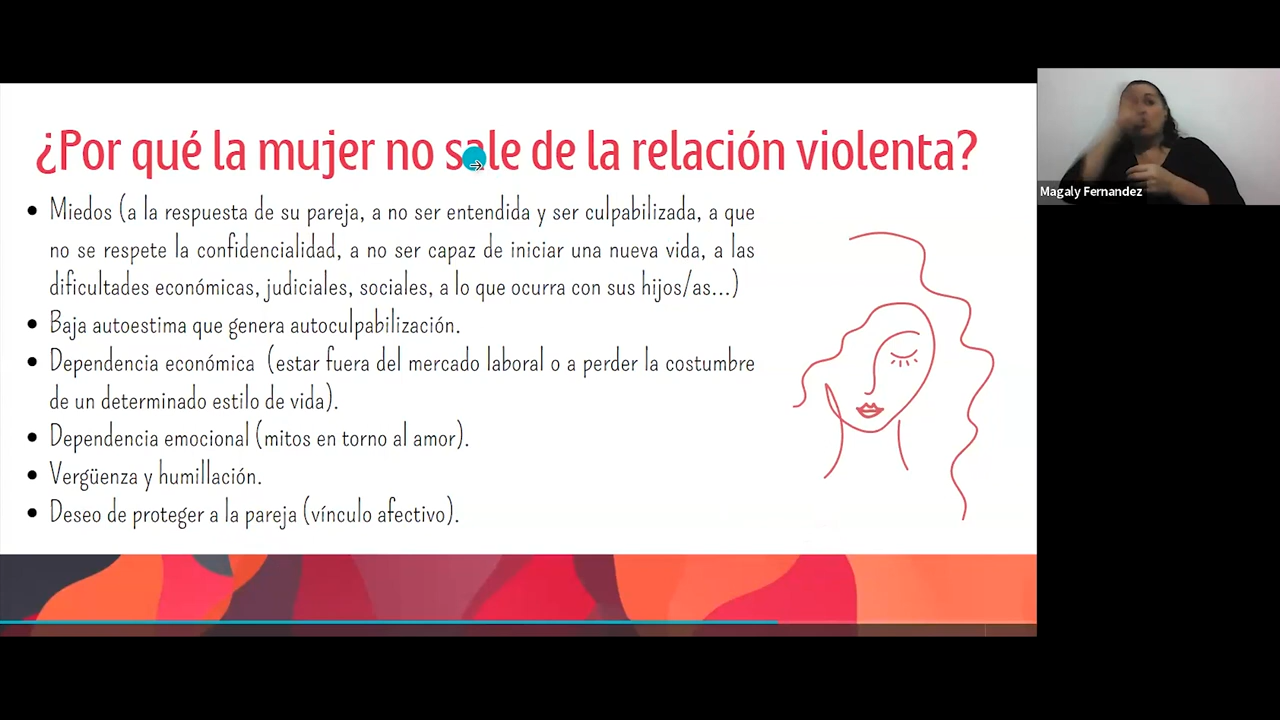 ¿Por qué la mujer no sale de la relación violenta?
• Miedos (a la respuesta de su pareja, a no ser entendida y ser culpabilizada, a que
no se respete la confidencialidad, a no ser capaz de iniciar una nueva vida, a las
dificultades económicas, judiciales, sociales, a lo que ocurra con sus hijos/as...)
• Baja autoestima que genera autoculpabilización.
• Dependencia económica (estar fuera del mercado laboral o a perder la costumbre
de un determinado estilo de vida).
• Dependencia emocional (mitos en torno al amor).
• Vergüenza y humillación.
• Deseo de proteger a la pareja (vínculo afectivo).
Magaly Fernandez